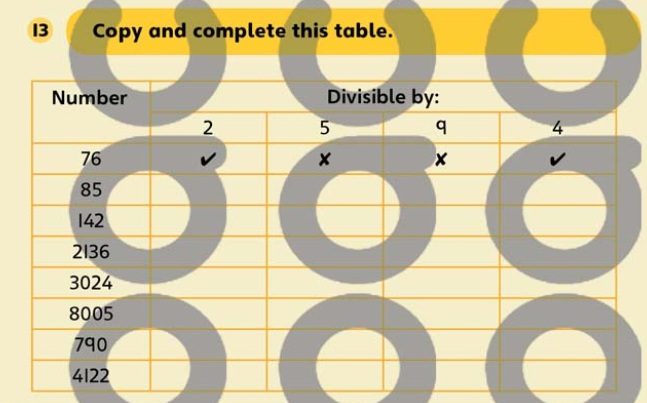 13 Copy and complete this table.
Number Divisible by:
2 5 9 4
76 ✔ ✘ ✘ ✔
85
142
2136
3024
8005
790
4122